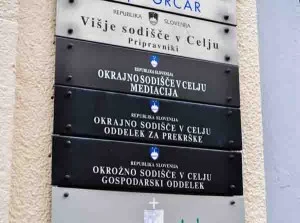 ORČAR
REPUBLIKA SLOVENIJA
Višje sodišče v Celju
Pripravniki
REPUBLIKA SLOVENIJA
OKRAJNO SODIŠČE V CELJU
MEDIACIJA
REPUBLIKA SLOVENIJA
OKRAJNO SODIŠČE V CELJU
ODDELEK ZA PREKRŠKE
REPUBLIKA SLOVENIJA
OKROŽNO SODIŠČE V CELJU
GOSPODARSKI ODDELEK